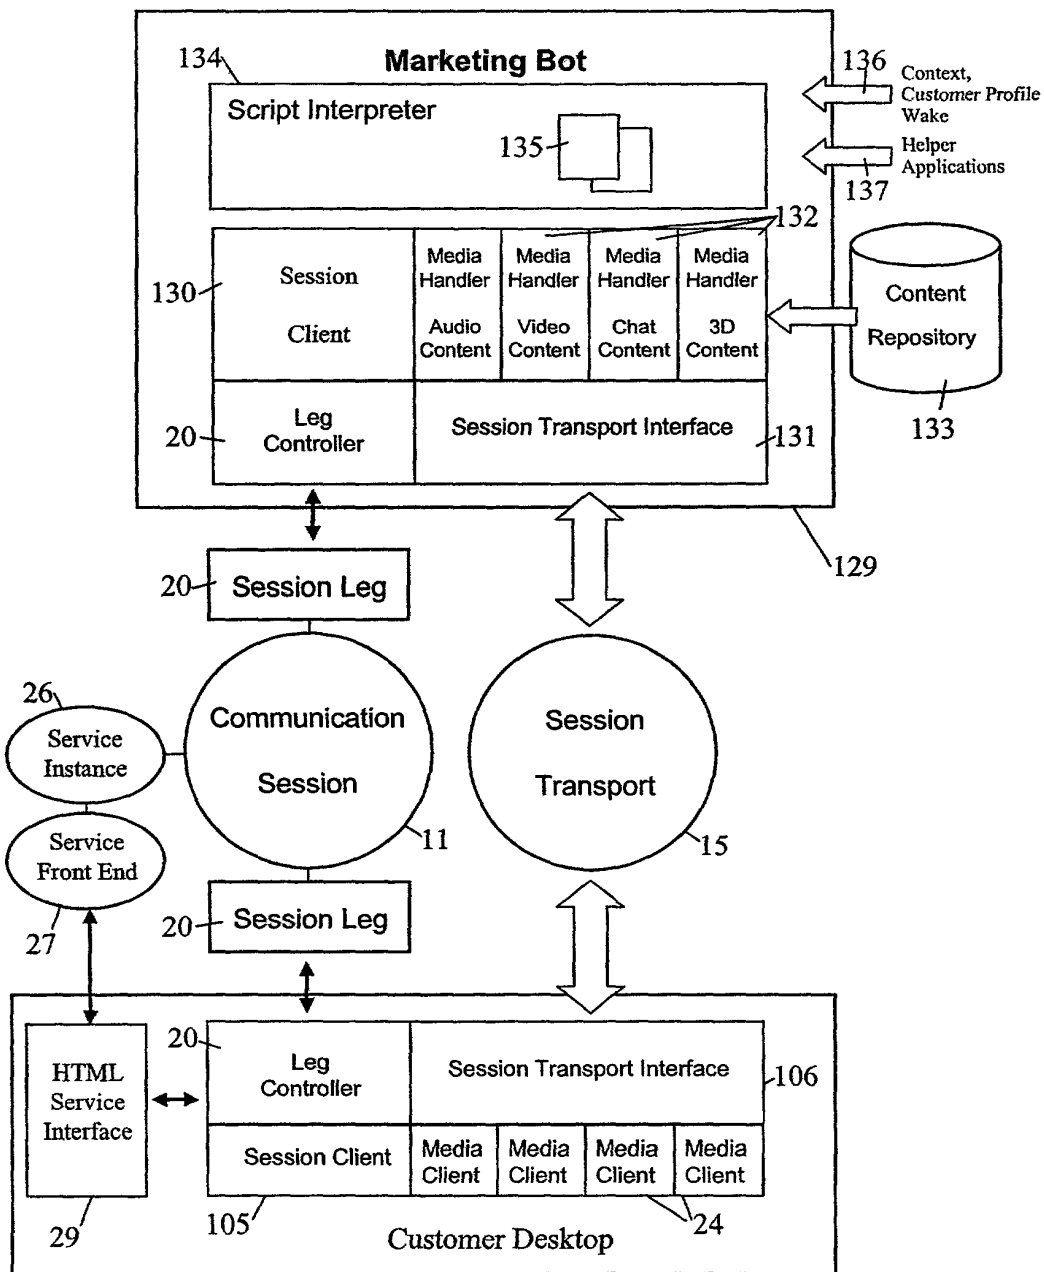 Marketing Bot
134
Script Interpreter
135
136
Context,
Customer Profile
Wake
Helper
Applications
137
132
130
Session
Client
Media
Handler
Audio
Content
Media
Handler
Video
Content
Media
Handler
Chat
Content
Media
Handler
3D
Content
Content
Repository
133
20
Leg
Controller
Session Transport Interface
131
129
20
Session Leg
26
Service
Instance
Communication
Session
11
Session
Transport
15
Service
Front End
27
20
Session Leg
HTML
Service
Interface
29
20
Leg
Controller
Session Transport Interface
106
Session Client
105
Media
Client
Media
Client
Media
Client
Media
Client
24
Customer Desktop